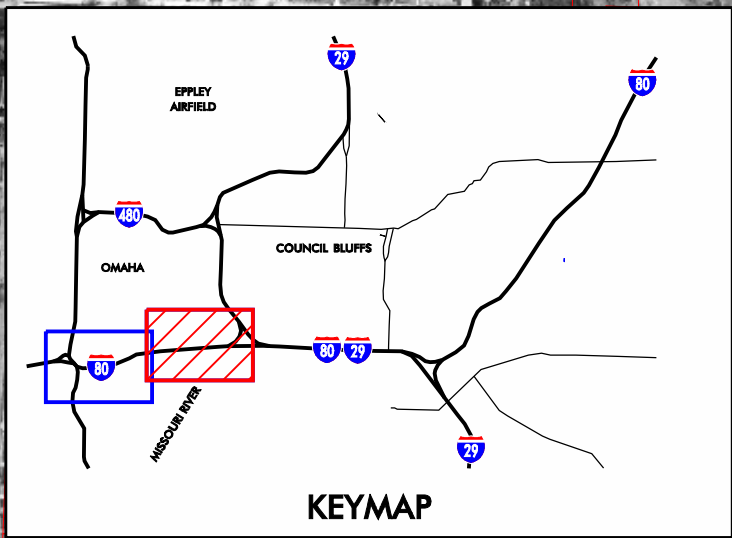 29
80
EPPLEY
AIRFIELD
480
COUNCIL BLUFFS
OMAHA
80
29
80
MISSOURI RIVER
29
KEYMAP